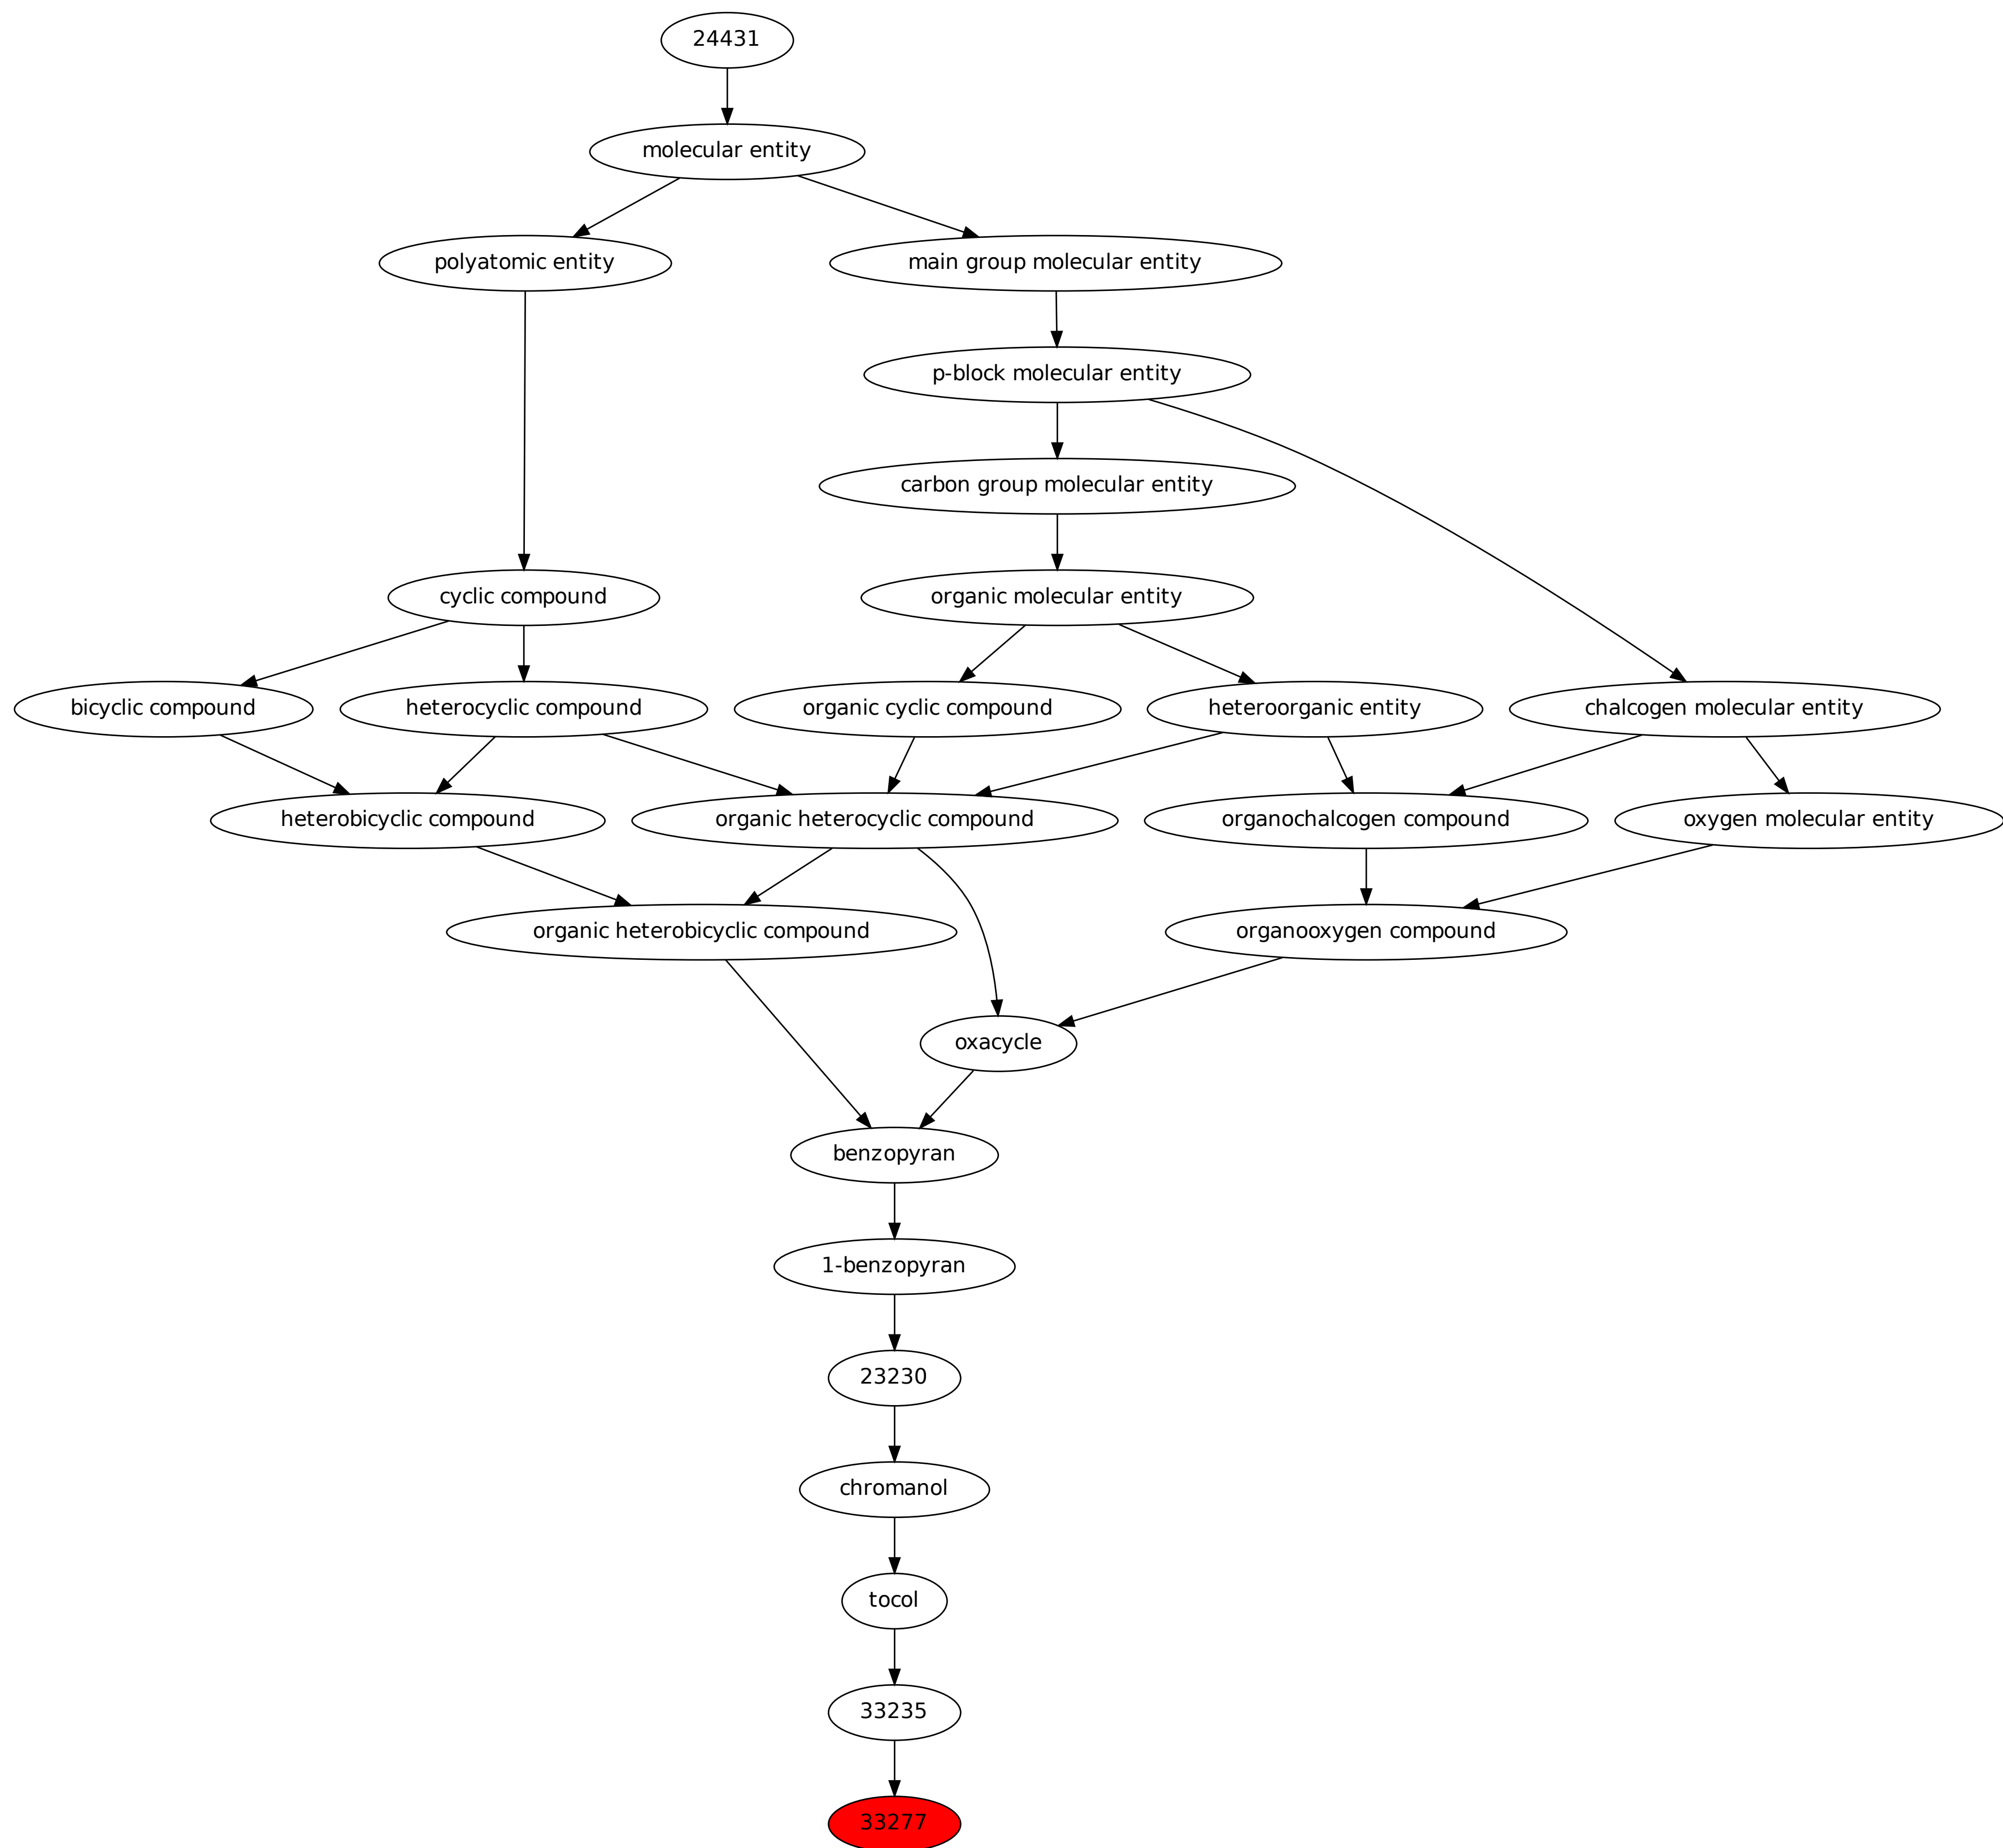 24431
molecular entity
polyatomic entity
main group molecular entity
p-block molecular entity
carbon group molecular entity
cyclic compound
organic molecular entity
bicyclic compound
heterocyclic compound
organic cyclic compound
heteroorganic entity
chalcogen molecular entity
heterobicyclic compound
organic heterocyclic compound
organochalcogen compound
oxygen molecular entity
organic heterobicyclic compound
organooxygen compound
oxacycle
benzopyran
1-benzopyran
23230
chromanol
tocol
33235
33277